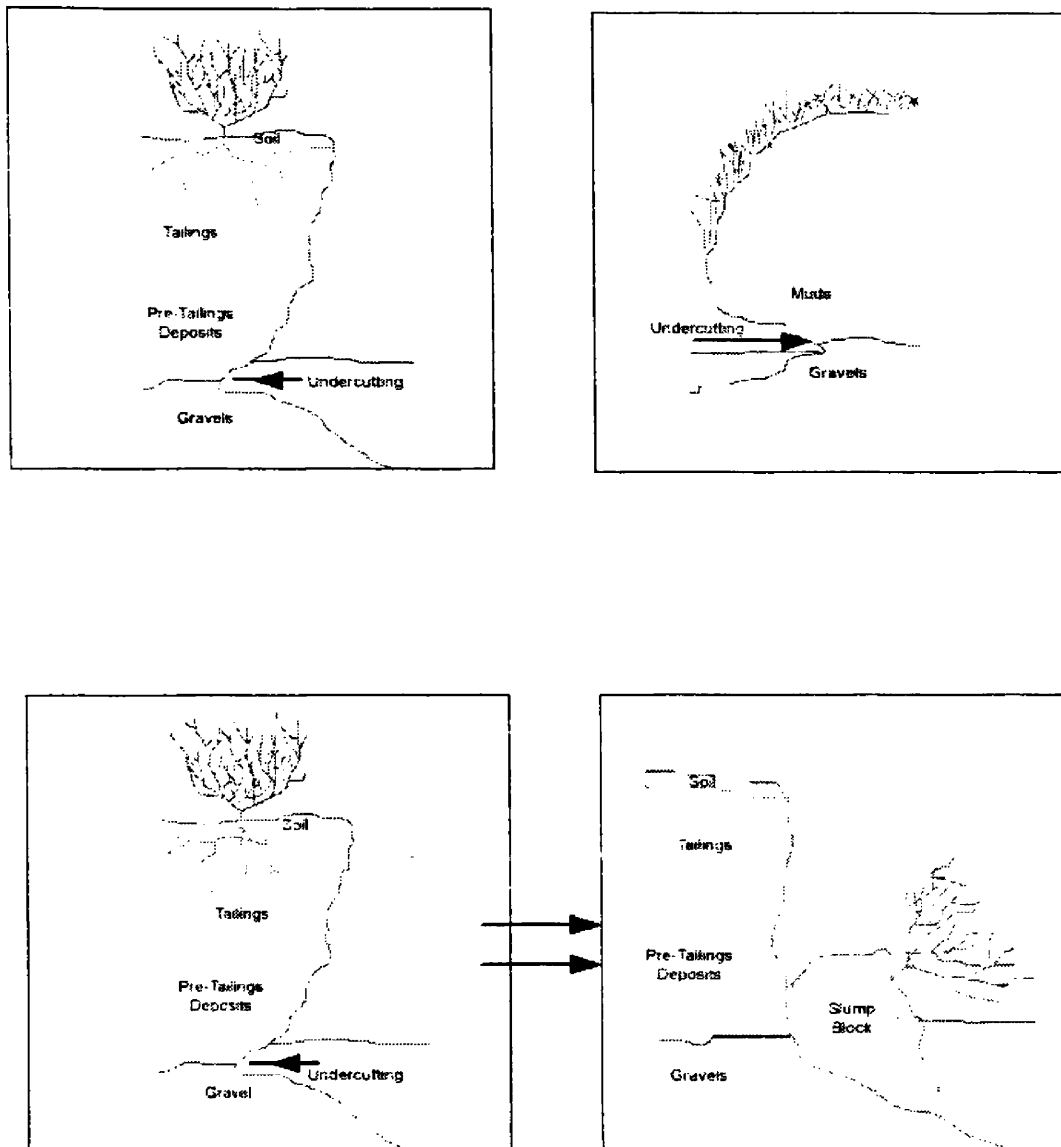 Soil
Tailings
Pre-Tailings
Deposits
Undercutting
Gravels
Muds
Undercutting
Gravels
Soil
Tailings
Pre-Tailings
Deposits
Undercutting
Gravel
Soil
Tailings
Pre-Tailings
Deposits
Slump
Block
Gravels